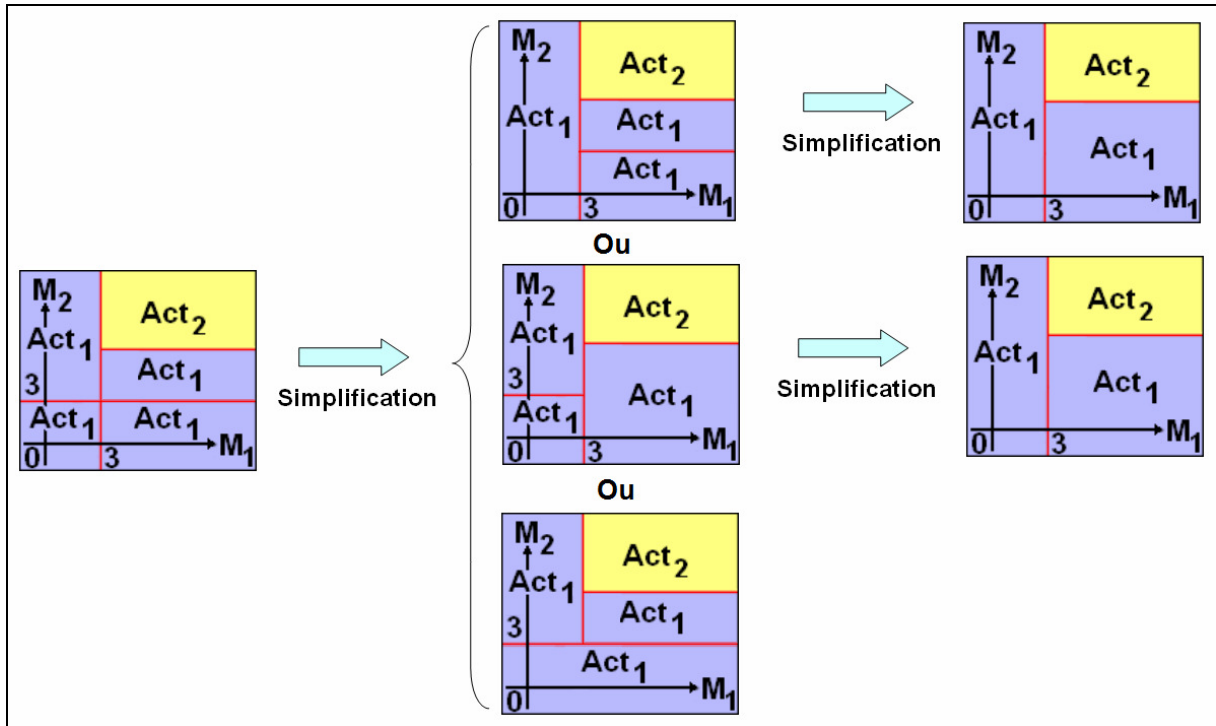 M₂
Act₂
Act₁
3
Act₁
Act₁
Act₁
0
3
M₁
Simplification
M₂
Act₂
Act₁
Act₁
Act₁
0
3
M₁
Simplification
M₂
Act₂
Act₁
Act₁
0
3
M₁
Ou
M₂
Act₂
Act₁
3
Act₁
Act₁
0
3
M₁
Simplification
M₂
Act₂
Act₁
Act₁
0
3
M₁
Ou
M₂
Act₂
Act₁
Act₁
3
Act₁
0
M₁